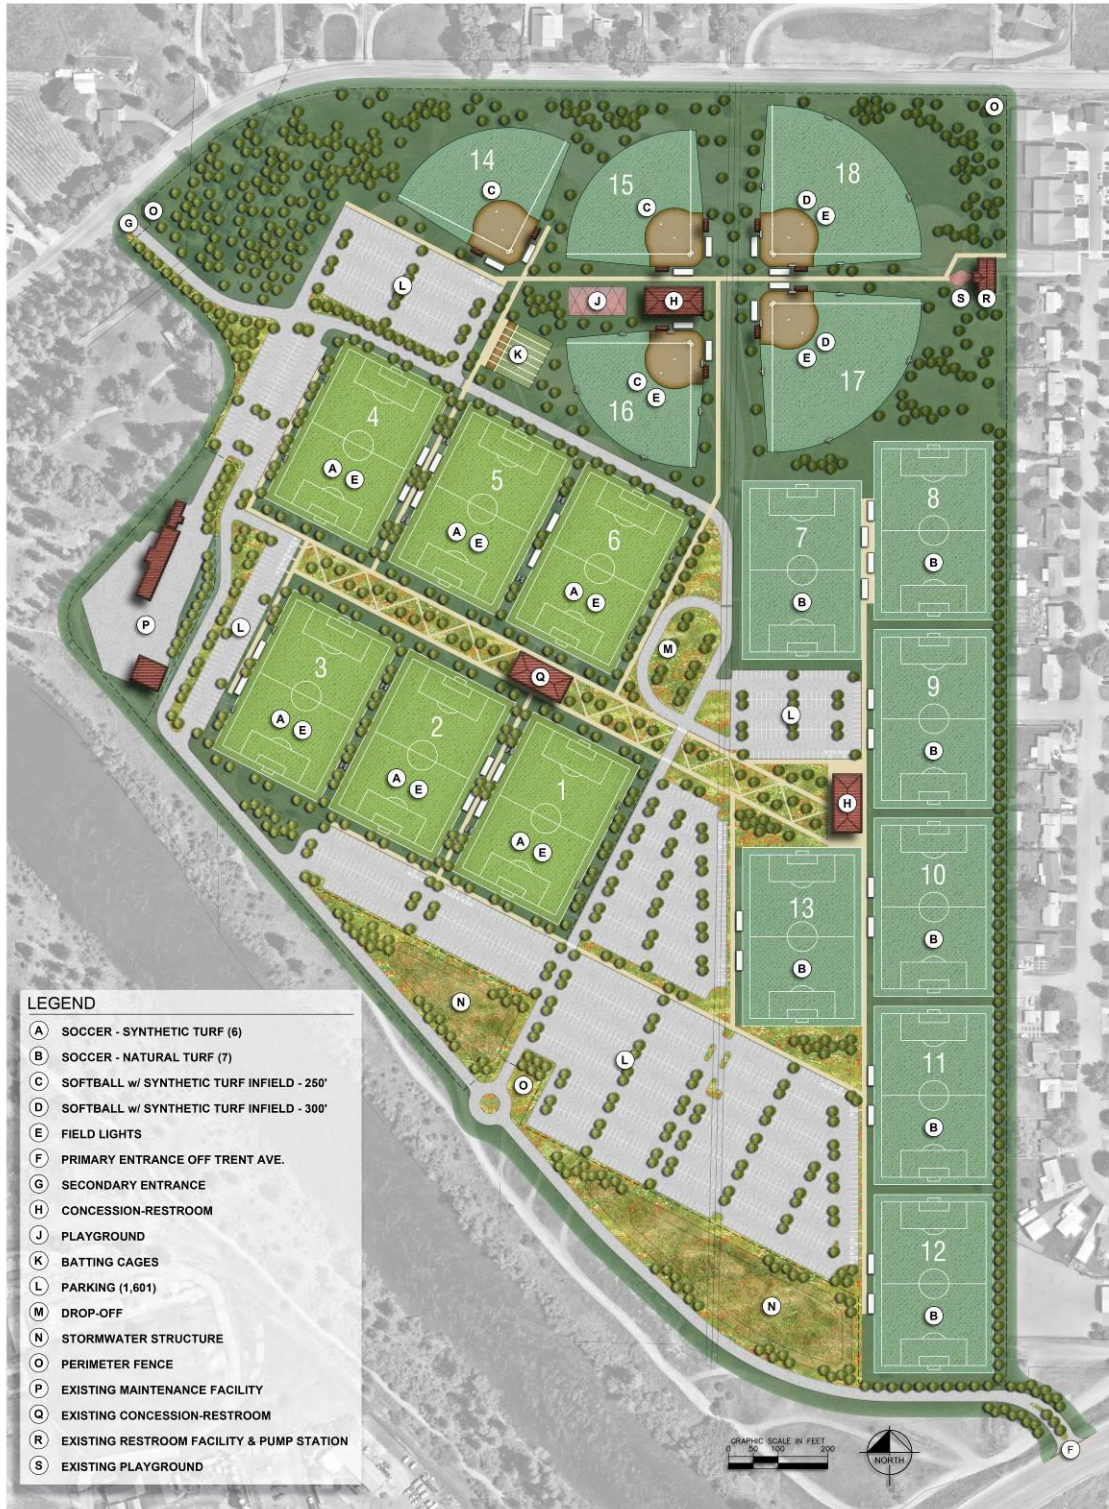 14
C
15
C
18
D
E
O
G
O
L
J
H
S
R
K
D
E
17
C
E
16
4
A
E
5
A
E
6
A
E
7
B
8
B
P
L
3
A
E
2
A
E
1
A
E
Q
M
L
9
B
H
13
B
10
B
N
L
O
11
B
N
12
B
LEGEND
A SOCCER - SYNTHETIC TURF (6)
B SOCCER - NATURAL TURF (7)
C SOFTBALL w/ SYNTHETIC TURF INFIELD - 250'
D SOFTBALL w/ SYNTHETIC TURF INFIELD - 300'
E FIELD LIGHTS
F PRIMARY ENTRANCE OFF TRENT AVE.
G SECONDARY ENTRANCE
H CONCESSION-RESTROOM
J PLAYGROUND
K BATTING CAGES
L PARKING (1,601)
M DROP-OFF
N STORMWATER STRUCTURE
O PERIMETER FENCE
P EXISTING MAINTENANCE FACILITY
Q EXISTING CONCESSION-RESTROOM
R EXISTING RESTROOM FACILITY & PUMP STATION
S EXISTING PLAYGROUND
GRAPHIC SCALE IN FEET
0 50 100 200
NORTH
F